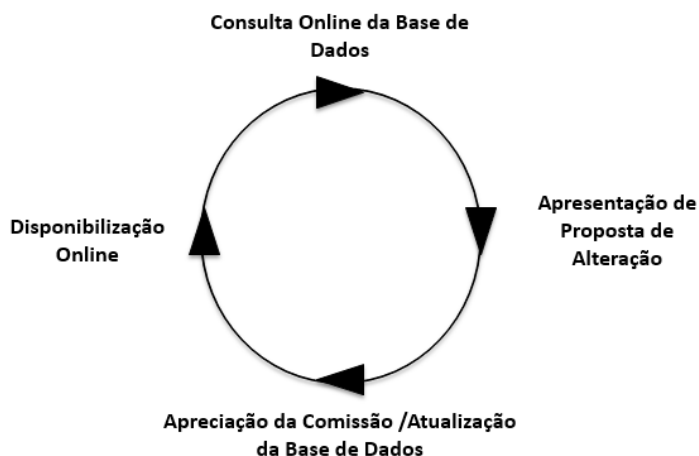 Consulta Online da Base de
Dados
Apresentação de
Proposta de
Alteração
Apreciação da Comissão /Atualização
da Base de Dados
Disponibilização
Online